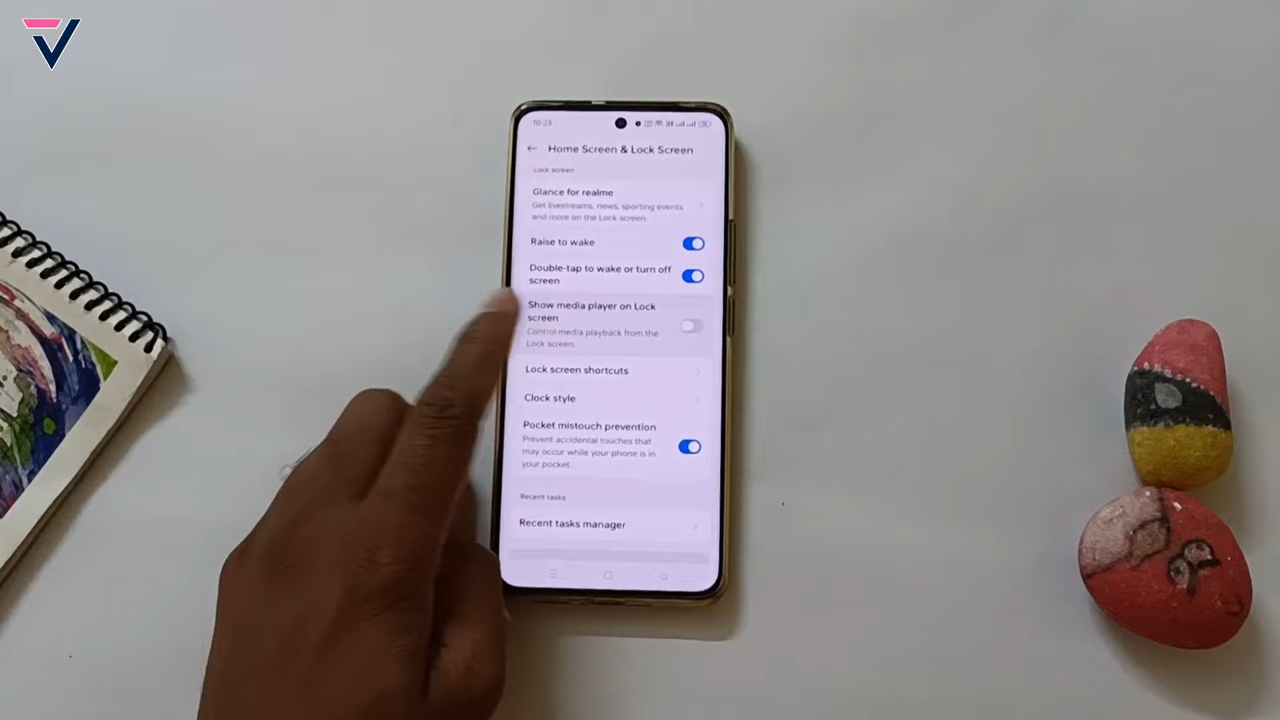 10:23
Home Screen & Lock Screen
Lock screen
Glance for realme
Get livestreams, news, sporting events
and more on the Lock screen.
Raise to wake
Double-tap to wake or turn off
screen
Show media player on Lock
screen
Control media playback from the
Lock screen.
Lock screen shortcuts
Clock style
Pocket mistouch prevention
Prevent accidental touches that
may occur while your phone is in
your pocket.
Recent tasks
Recent tasks manager